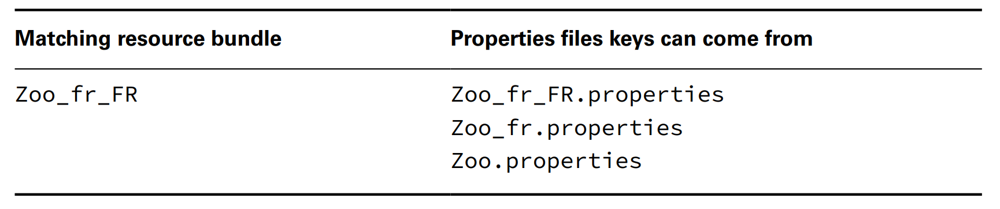 Matching resource bundle Properties files keys can come from
Zoo_fr_FR Zoo_fr_FR.properties
Zoo_fr.properties
Zoo.properties